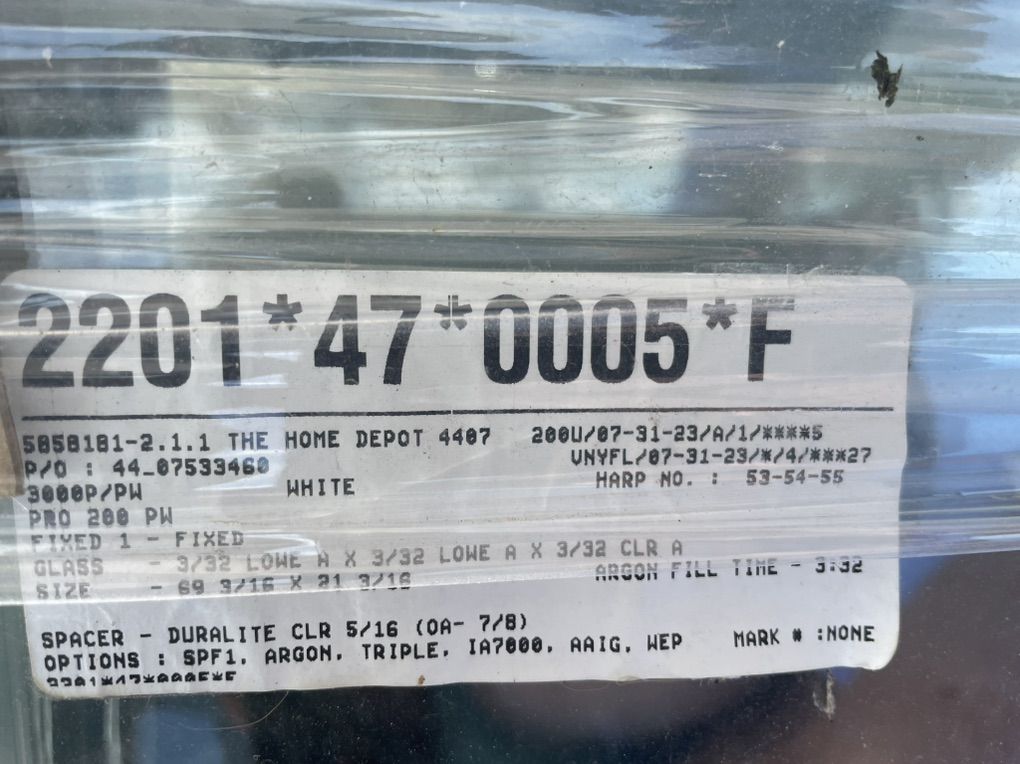 2201*47*0005*F
5858181-2.1.1 THE HOME DEPOT 4407 200U/07-31-23/A/1/****5
P/O : 44_07533460 VNYFL/07-31-23/*/4/***27
3000P/PW WHITE HARP NO. : 53-54-55
PRO 200 PW
FIXED 1 - FIXED
GLASS - 3/32 LOWE A X 3/32 LOWE A X 3/32 CLR A
SIZE - 69 3/16 X 21 3/16 ARGON FILL TIME - 3:32
SPACER - DURALITE CLR 5/16 (OA- 7/8)
OPTIONS : SPF1, ARGON, TRIPLE, IA7000, AAIG, WEP MARK # :NONE
2201*47*0005*F